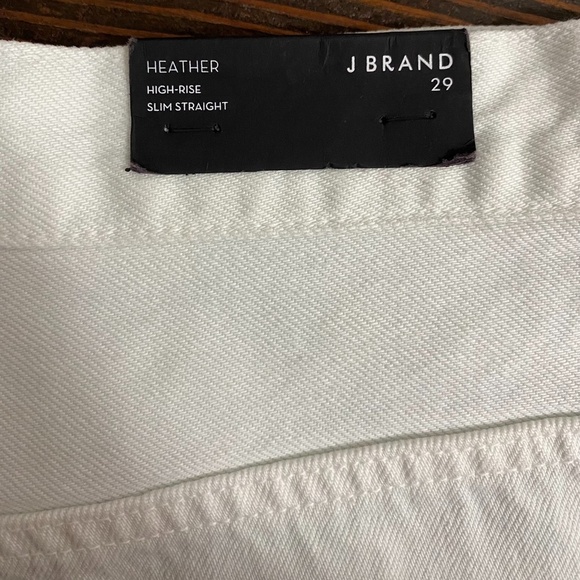 HEATHER
HIGH-RISE
SLIM STRAIGHT
J BRAND
29